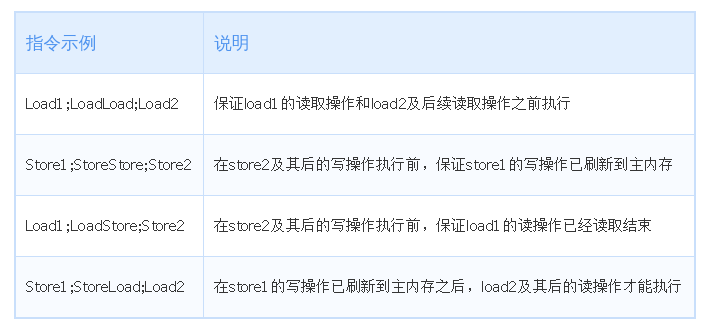 指令示例 说明
Load1;LoadLoad;Load2 保证load1的读取操作和load2及后续读取操作之前执行
Store1;StoreStore;Store2 在store2及其后的写操作执行前，保证store1的写操作已刷新到主内存
Load1;LoadStore;Store2 在store2及其后的写操作执行前，保证load1的读操作已经读取结束
Store1;StoreLoad;Load2 在store1的写操作已刷新到主内存之后，load2及其后的读操作才能执行